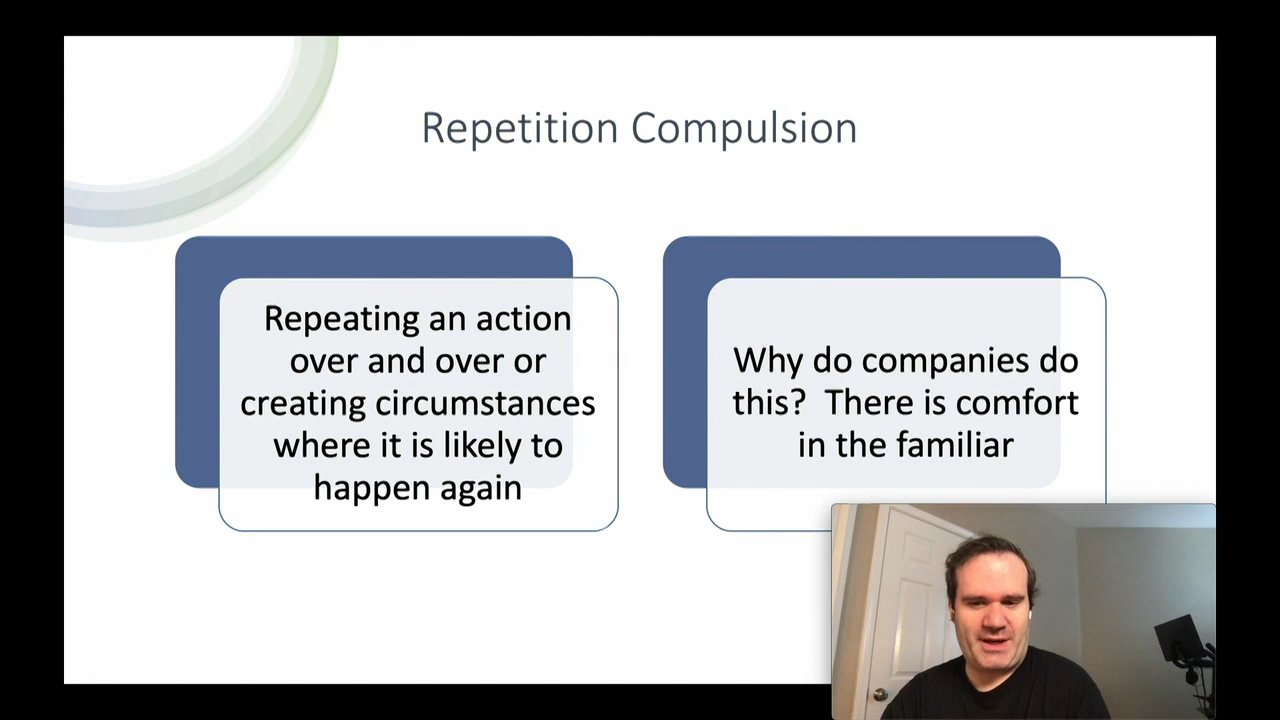 Repetition Compulsion
Repeating an action
over and over or
creating circumstances
where it is likely to
happen again
Why do companies do
this?  There is comfort
in the familiar